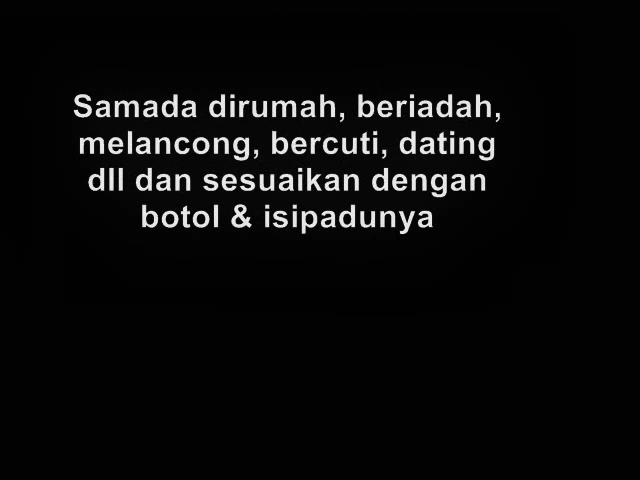 Samada dirumah, beriadah,
melancong, bercuti, dating
dll dan sesuaikan dengan
botol & isipadunya